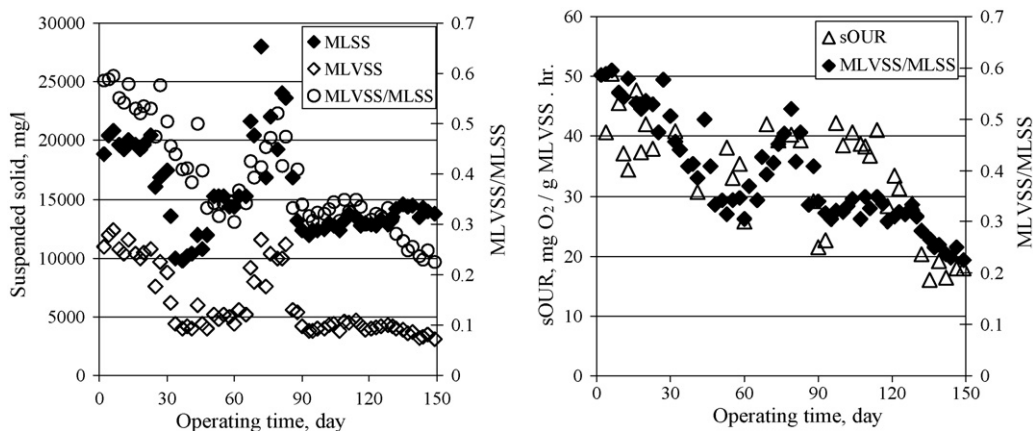 30000
25000
20000
15000
10000
5000
0
0.7
0.6
0.5
0.4
0.3
0.2
0.1
0
0 30 60 90 120 150
Suspended solid, mg/l
MLVSS/MLSS
Operating time, day
MLSS
MLVSS
MLVSS/MLSS
60
50
40
30
20
10
0
0.7
0.6
0.5
0.4
0.3
0.2
0.1
0
0 30 60 90 120 150
sOUR, mg O2 / g MLVSS . hr.
MLVSS/MLSS
Operating time, day
sOUR
MLVSS/MLSS